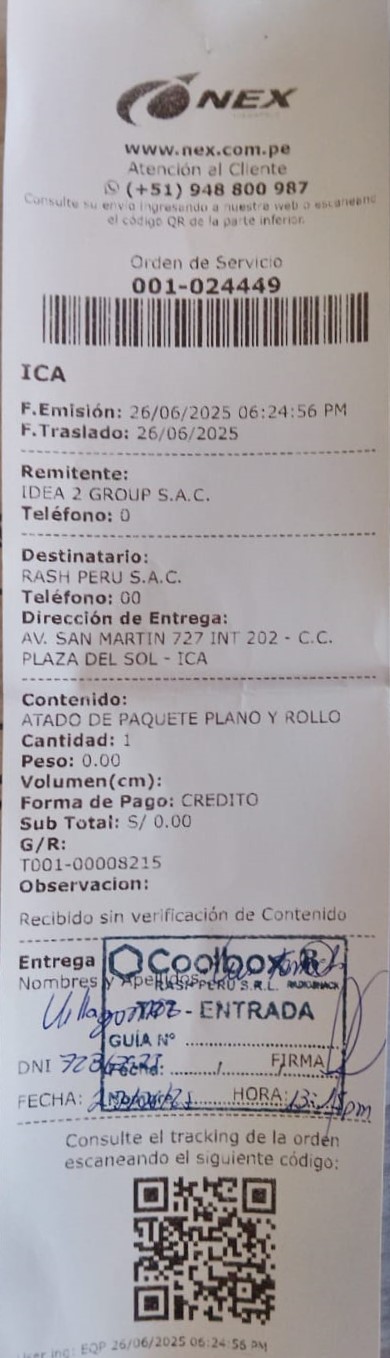 NEX
www.nex.com.pe
Atención al Cliente
(+51) 948 800 987
Consulte su envío ingresando a nuestra web o escaneand
el código QR de la parte inferior.
Orden de Servicio
001-024449
ICA
F.Emisión: 26/06/2025 06:24:56 PM
F.Traslado: 26/06/2025
Remitente:
IDEA 2 GROUP S.A.C.
Teléfono: 0
Destinatario:
RASH PERU S.A.C.
Teléfono: 00
Dirección de Entrega:
AV. SAN MARTIN 727 INT 202 - C.C.
PLAZA DEL SOL - ICA
Contenido:
ATADO DE PAQUETE PLANO Y ROLLO
Cantidad: 1
Peso: 0.00
Volumen(cm):
Forma de Pago: CREDITO
Sub Total: S/ 0.00
G/R:
T001-00008215
Observacion:
Recibido sin verificación de Contenido
Entrega Coolbox R
Nombres y Apellidos RASH PERU S.R.L. RADIOSHACK
- ENTRADA
GUÍA Nº
DNI Fecha: FIRMA
FECHA: HORA:
Consulte el tracking de la orden
escaneando el siguiente código:
EQP 26/06/2025 06:24:56 PM